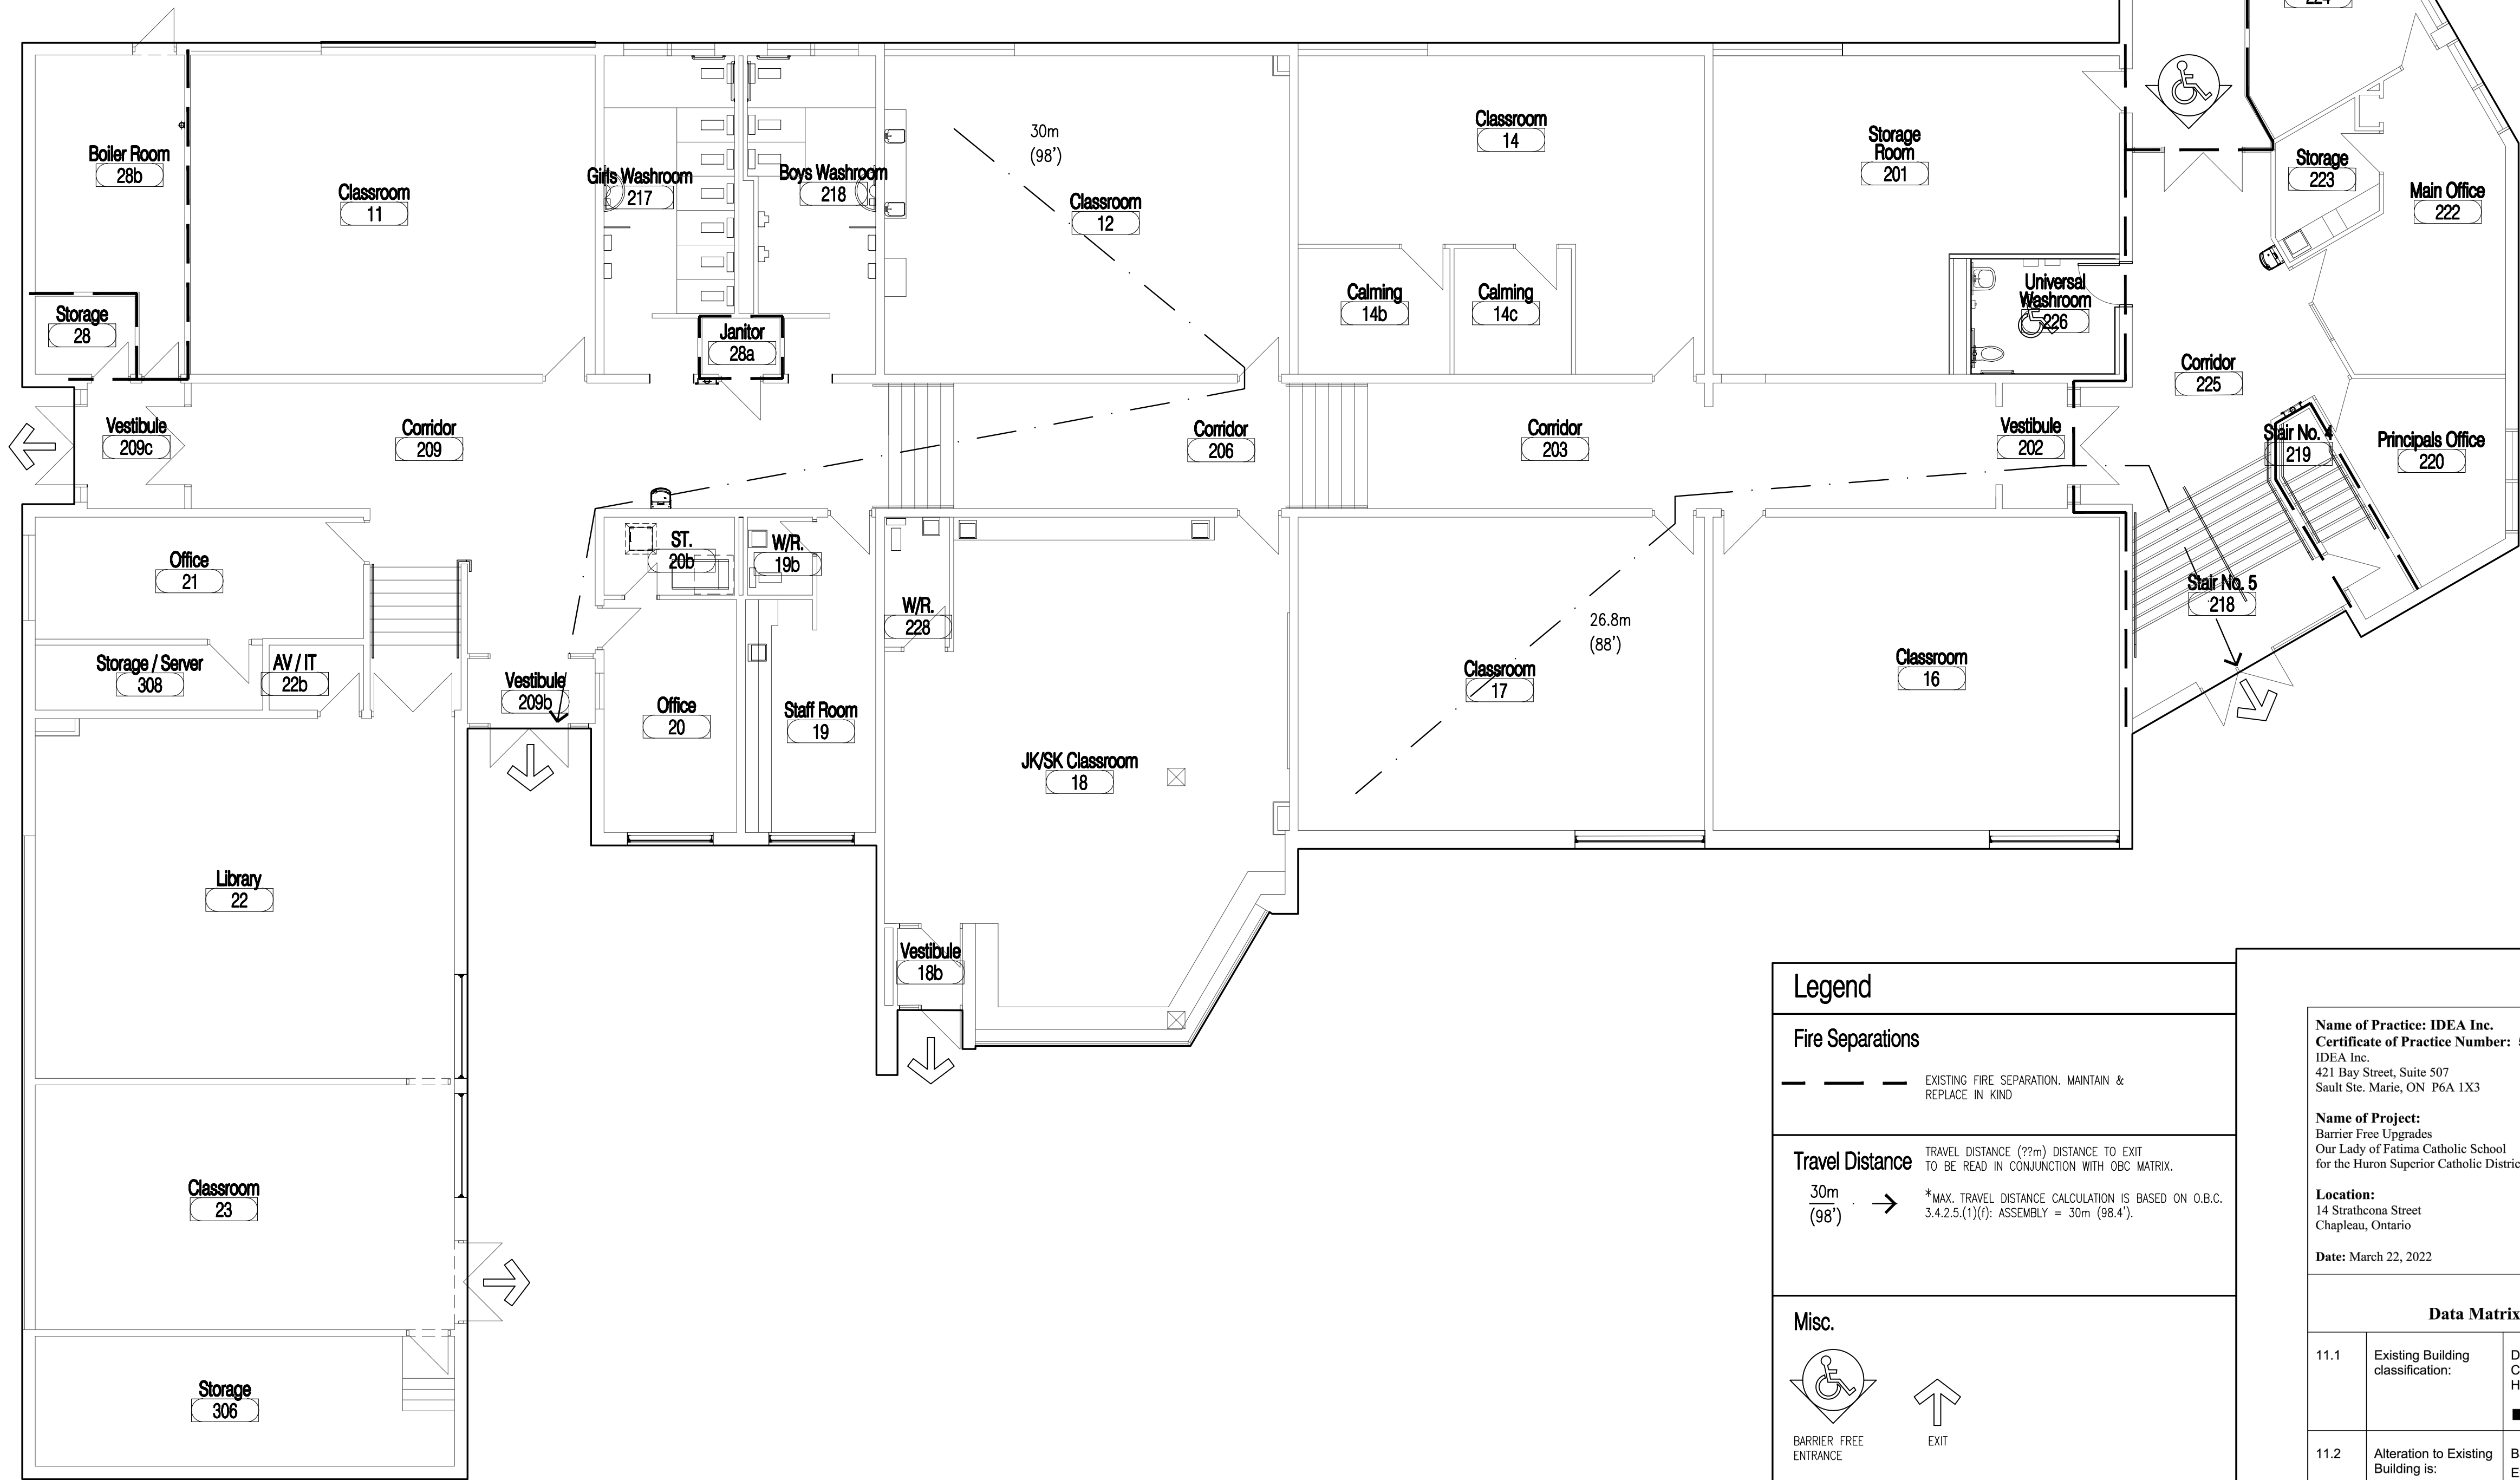 224
Boiler Room
28b
Classroom
11
Girls Washroom
217
Boys Washroom
218
30m
(98')
Classroom
12
Classroom
14
Storage
Room
201
Storage
223
Main Office
222
Storage
28
Janitor
28a
Calming
14b
Calming
14c
Universal
Washroom
226
Corridor
225
Vestibule
209c
Corridor
209
Corridor
206
Corridor
203
Vestibule
202
Stair No. 4
219
Principals Office
220
Office
21
ST.
20b
W/R.
19b
W/R.
228
26.8m
(88')
Stair No. 5
218
Storage / Server
308
AV / IT
22b
Vestibule
209b
Office
20
Staff Room
19
Classroom
17
Classroom
16
JK/SK Classroom
18
Library
22
Vestibule
18b
Classroom
23
Storage
306
Legend
Fire Separations
EXISTING FIRE SEPARATION. MAINTAIN &
REPLACE IN KIND
Travel Distance
TRAVEL DISTANCE (??m) DISTANCE TO EXIT
TO BE READ IN CONJUNCTION WITH OBC MATRIX.
30m
(98')
*MAX. TRAVEL DISTANCE CALCULATION IS BASED ON O.B.C.
3.4.2.5.(1)(f): ASSEMBLY = 30m (98.4').
Misc.
BARRIER FREE
ENTRANCE
EXIT
Name of Practice: IDEA Inc.
Certificate of Practice Number:
IDEA Inc.
421 Bay Street, Suite 507
Sault Ste. Marie, ON P6A 1X3
Name of Project:
Barrier Free Upgrades
Our Lady of Fatima Catholic School
for the Huron Superior Catholic Distric
Location:
14 Strathcona Street
Chapleau, Ontario
Date: March 22, 2022
Data Matrix
11.1
Existing Building
classification:
11.2
Alteration to Existing
Building is: